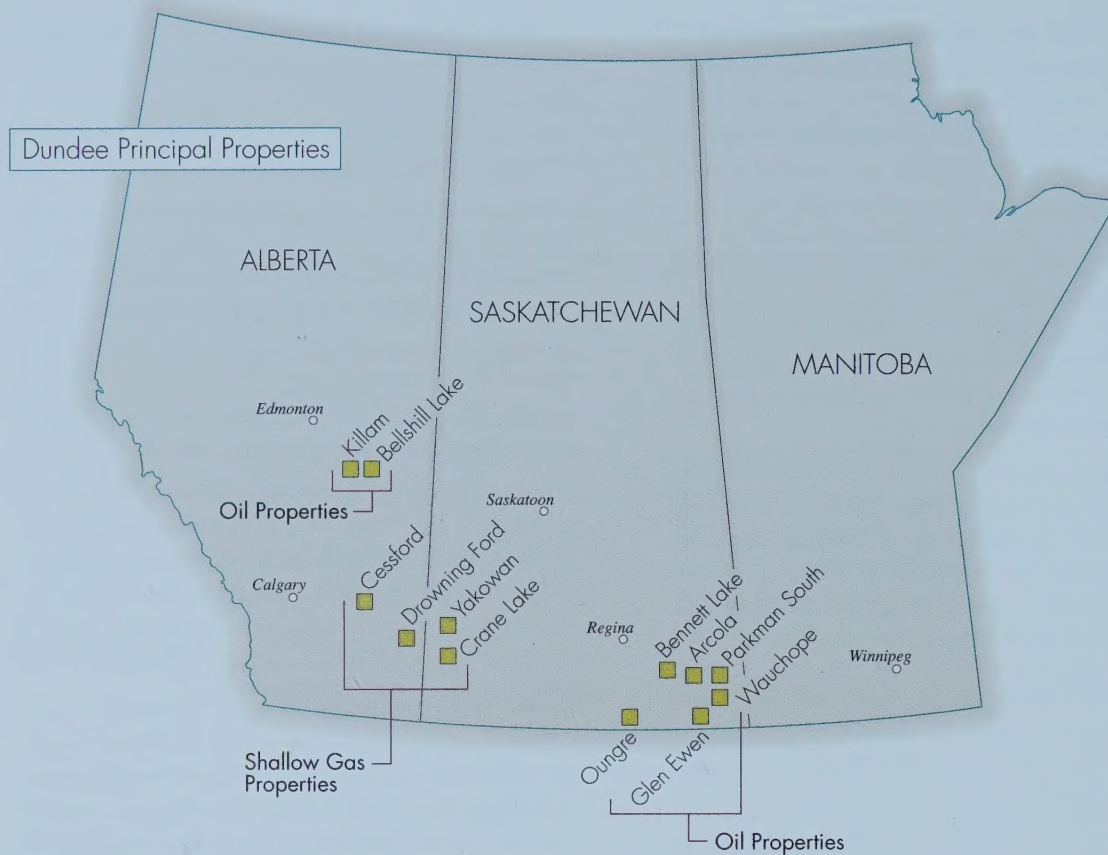 Dundee Principal Properties
ALBERTA
SASKATCHEWAN
MANITOBA
Edmonton
Killam
Bellshill Lake
Oil Properties
Saskatoon
Calgary
Cessford
Drowning Ford
Yakowan
Crane Lake
Shallow Gas
Properties
Regina
Bennett Lake
Arcola
Parkman South
Wauchope
Winnipeg
Oungre
Glen Ewen
Oil Properties